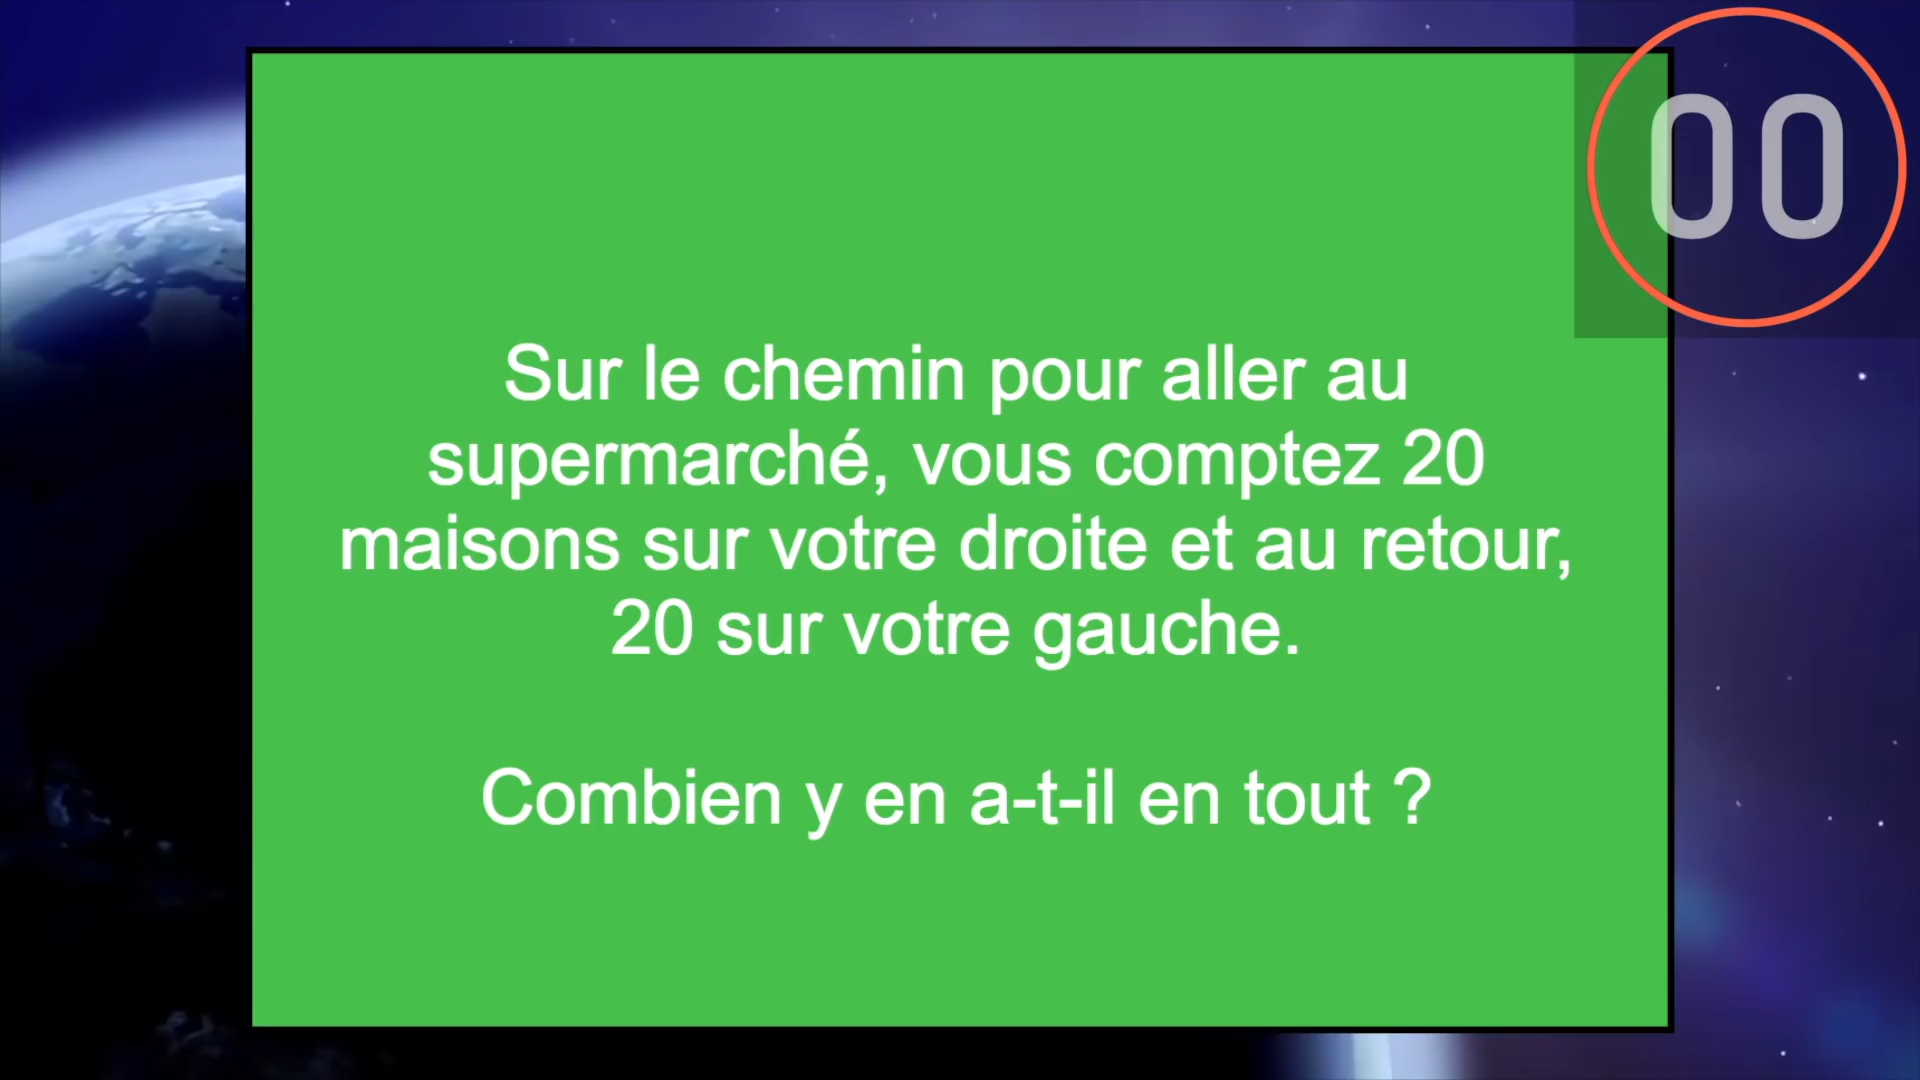 00
Sur le chemin pour aller au
supermarché, vous comptez 20
maisons sur votre droite et au retour,
20 sur votre gauche.
Combien y en a-t-il en tout ?